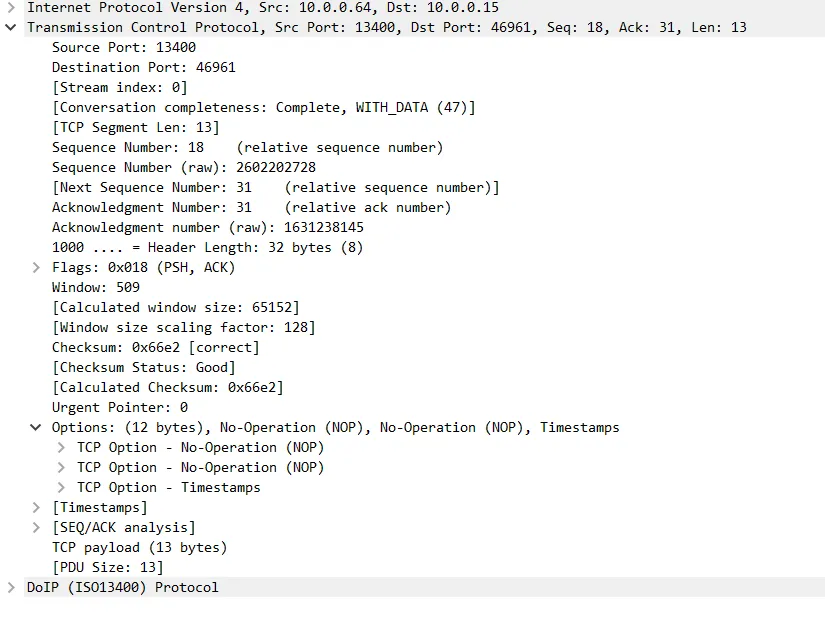 Internet Protocol Version 4, Src: 10.0.0.64, Dst: 10.0.0.15
Transmission Control Protocol, Src Port: 13400, Dst Port: 46961, Seq: 18, Ack: 31, Len: 13
Source Port: 13400
Destination Port: 46961
[Stream index: 0]
[Conversation completeness: Complete, WITH_DATA (47)]
[TCP Segment Len: 13]
Sequence Number: 18    (relative sequence number)
Sequence Number (raw): 2602202728
[Next Sequence Number: 31    (relative sequence number)]
Acknowledgment Number: 31    (relative ack number)
Acknowledgment number (raw): 1631238145
1000 .... = Header Length: 32 bytes (8)
Flags: 0x018 (PSH, ACK)
Window: 509
[Calculated window size: 65152]
[Window size scaling factor: 128]
Checksum: 0x66e2 [correct]
[Checksum Status: Good]
[Calculated Checksum: 0x66e2]
Urgent Pointer: 0
Options: (12 bytes), No-Operation (NOP), No-Operation (NOP), Timestamps
TCP Option - No-Operation (NOP)
TCP Option - No-Operation (NOP)
TCP Option - Timestamps
[Timestamps]
[SEQ/ACK analysis]
TCP payload (13 bytes)
[PDU Size: 13]
DoIP (ISO13400) Protocol